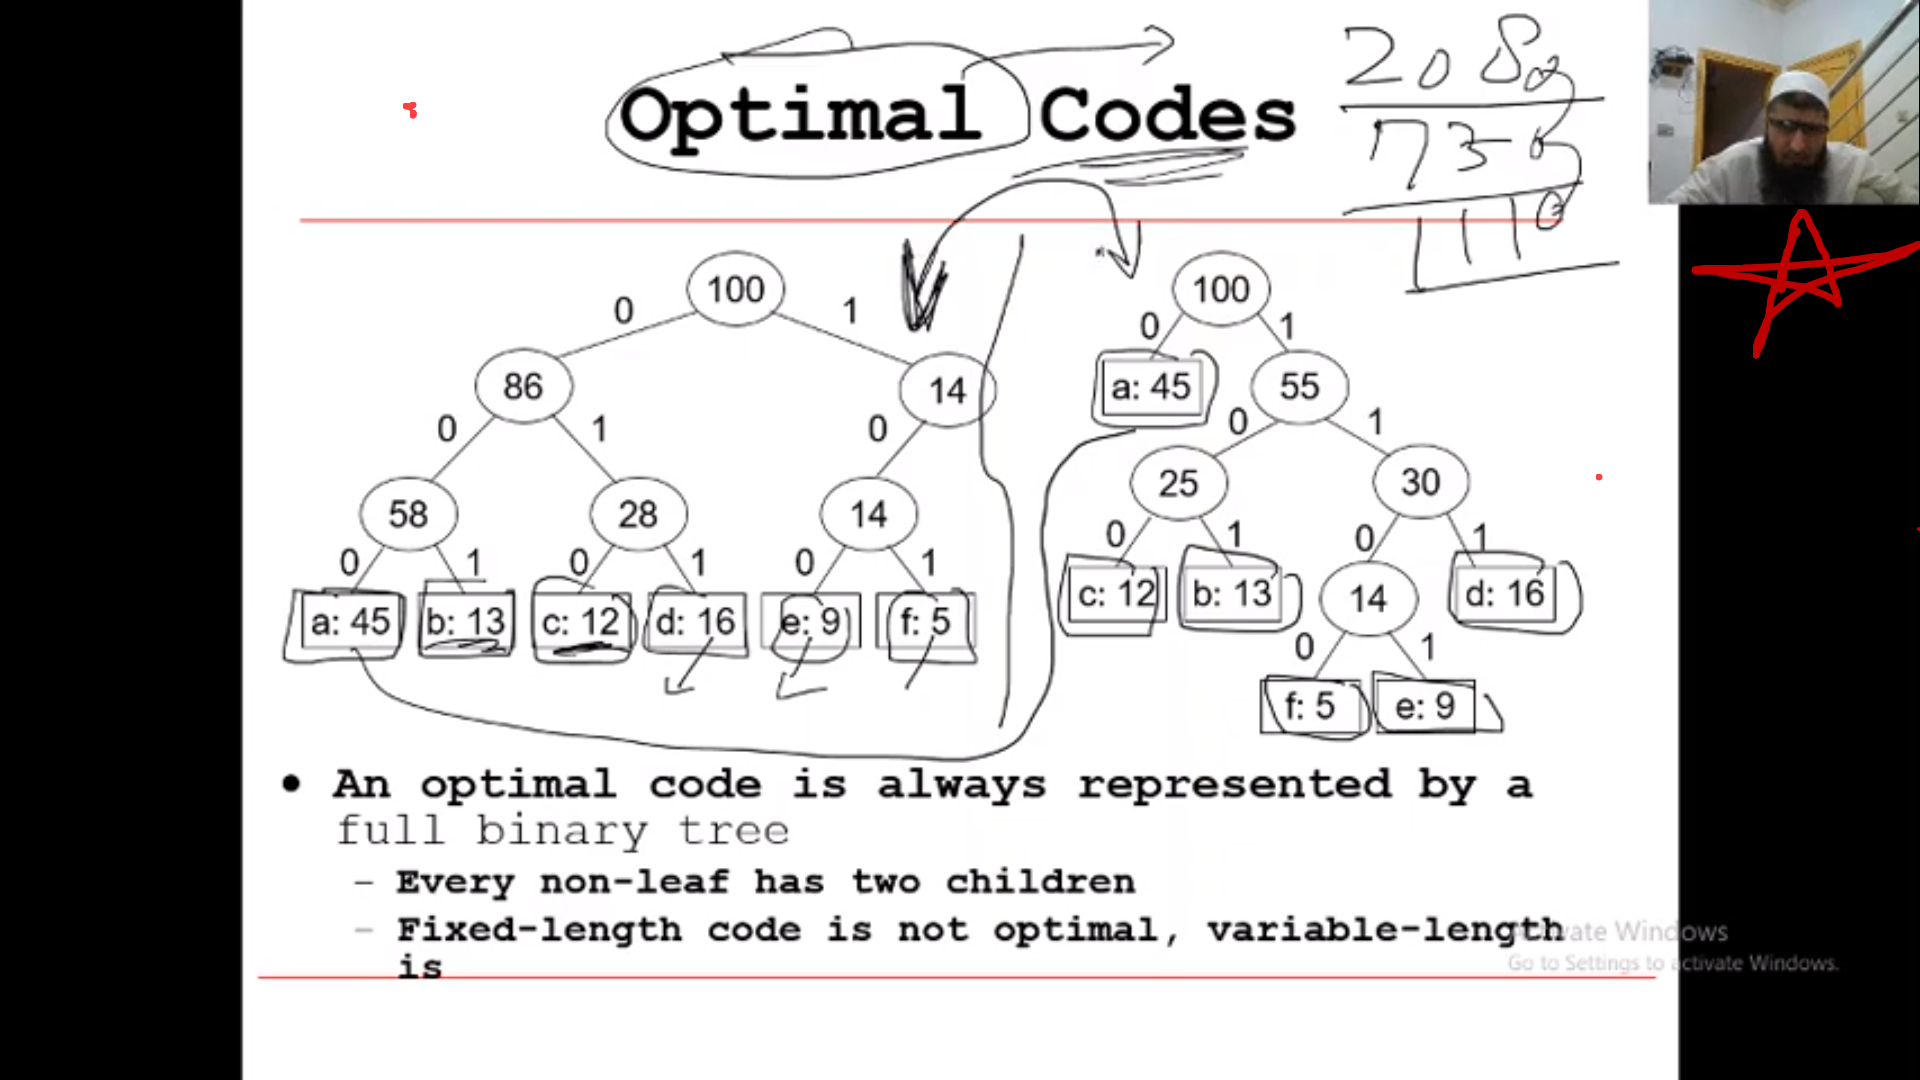 Optimal Codes
100
0 1
86 14
0 1 0
58 28 14
0 1 0 1 0 1
a: 45 b: 13 c: 12 d: 16 e: 9 f: 5
100
0 1
a: 45 55
0 1
25 30
0 1 0 1
c: 12 b: 13 14 d: 16
0 1
f: 5 e: 9
• An optimal code is always represented by a
full binary tree
– Every non-leaf has two children
– Fixed-length code is not optimal, variable-length
is
Activate Windows
Go to Settings to activate Windows.